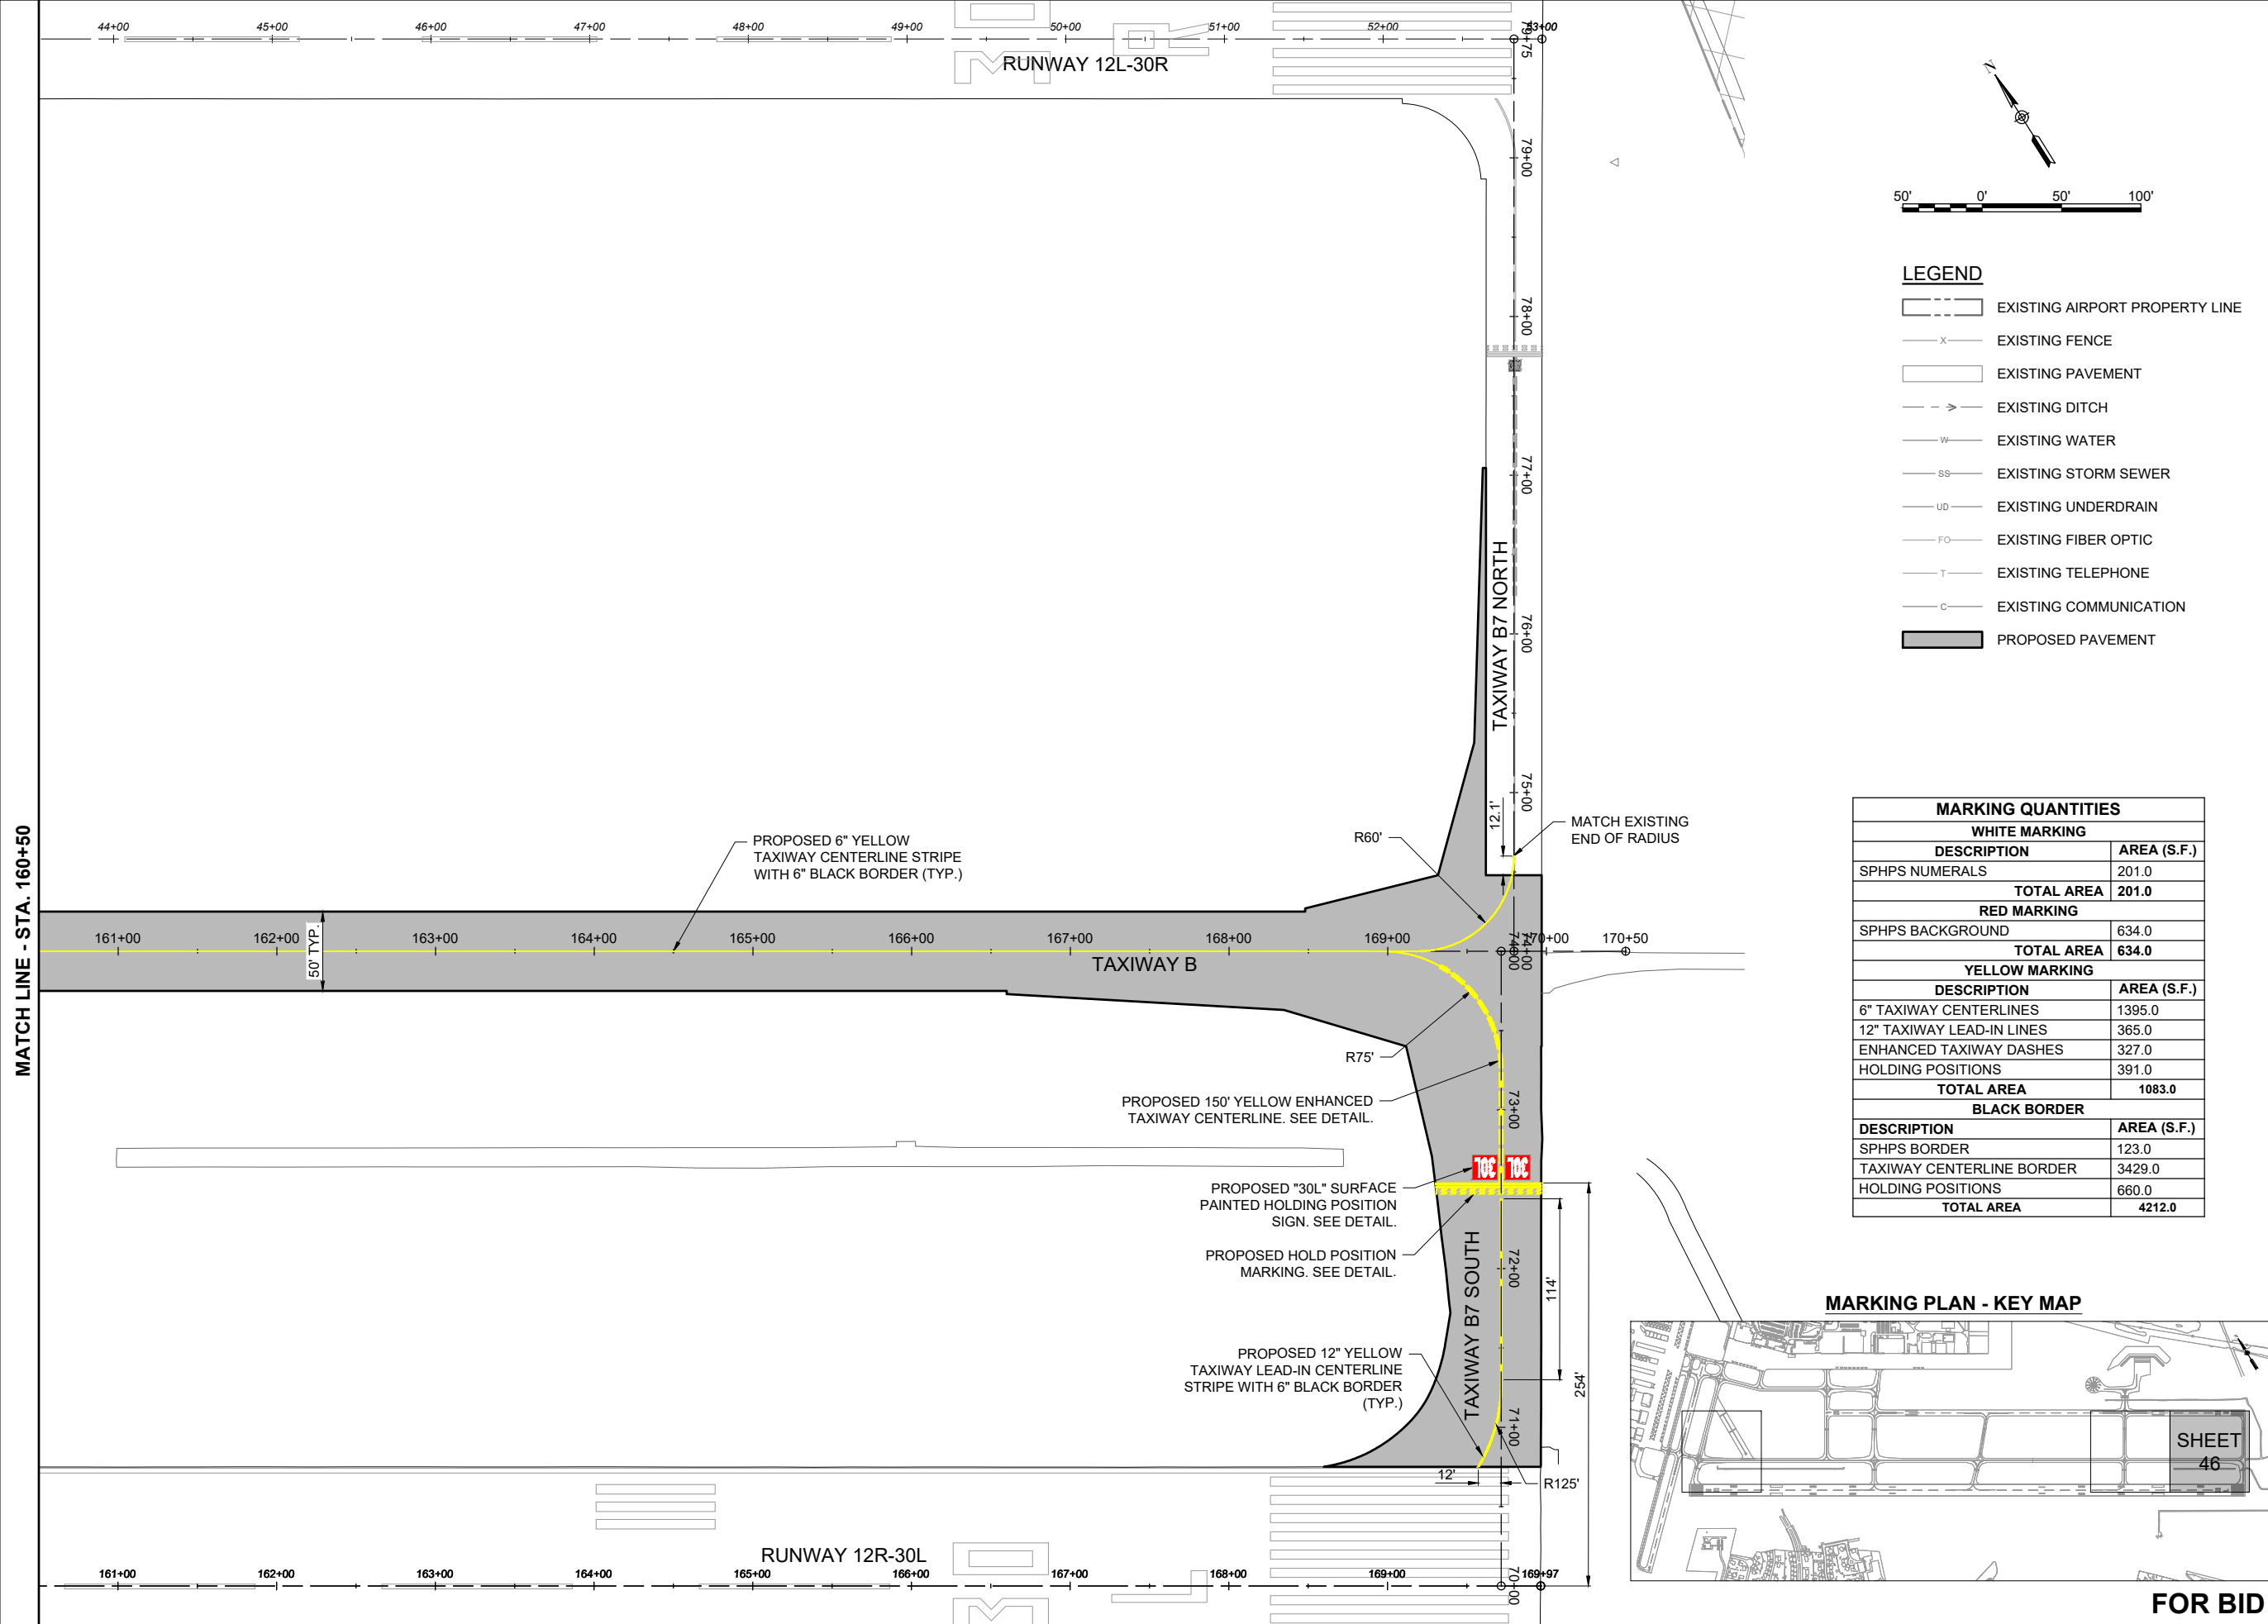 44+00 45+00 46+00 47+00 48+00 49+00 50+00 51+00 52+00 53+00
79+75
RUNWAY 12L-30R
79+00
78+00
77+00
76+00
75+00
TAXIWAY B7 NORTH
N
50' 0' 50' 100'
LEGEND
EXISTING AIRPORT PROPERTY LINE
X EXISTING FENCE
EXISTING PAVEMENT
EXISTING DITCH
W EXISTING WATER
SS EXISTING STORM SEWER
UD EXISTING UNDERDRAIN
FO EXISTING FIBER OPTIC
T EXISTING TELEPHONE
C EXISTING COMMUNICATION
PROPOSED PAVEMENT
MATCH LINE - STA. 160+50
PROPOSED 6" YELLOW
TAXIWAY CENTERLINE STRIPE
WITH 6" BLACK BORDER (TYP.)
R60'
12.1'
MATCH EXISTING
END OF RADIUS
161+00 162+00 163+00 164+00 165+00 166+00 167+00 168+00 169+00 170+00 170+50
74+00
50' TYP.
TAXIWAY B
R75'
PROPOSED 150' YELLOW ENHANCED
TAXIWAY CENTERLINE. SEE DETAIL.
73+00
30L 30L
PROPOSED "30L" SURFACE
PAINTED HOLDING POSITION
SIGN. SEE DETAIL.
PROPOSED HOLD POSITION
MARKING. SEE DETAIL.
72+00
114'
254'
TAXIWAY B7 SOUTH
PROPOSED 12" YELLOW
TAXIWAY LEAD-IN CENTERLINE
STRIPE WITH 6" BLACK BORDER
(TYP.)
71+00
12'
R125'
RUNWAY 12R-30L
161+00 162+00 163+00 164+00 165+00 166+00 167+00 168+00 169+00 169+97
70+00
MARKING QUANTITIES
WHITE MARKING
DESCRIPTION AREA (S.F.)
SPHPS NUMERALS 201.0
TOTAL AREA 201.0
RED MARKING
SPHPS BACKGROUND 634.0
TOTAL AREA 634.0
YELLOW MARKING
DESCRIPTION AREA (S.F.)
6" TAXIWAY CENTERLINES 1395.0
12" TAXIWAY LEAD-IN LINES 365.0
ENHANCED TAXIWAY DASHES 327.0
HOLDING POSITIONS 391.0
TOTAL AREA 1083.0
BLACK BORDER
DESCRIPTION AREA (S.F.)
SPHPS BORDER 123.0
TAXIWAY CENTERLINE BORDER 3429.0
HOLDING POSITIONS 660.0
TOTAL AREA 4212.0
MARKING PLAN - KEY MAP
SHEET
46
FOR BID